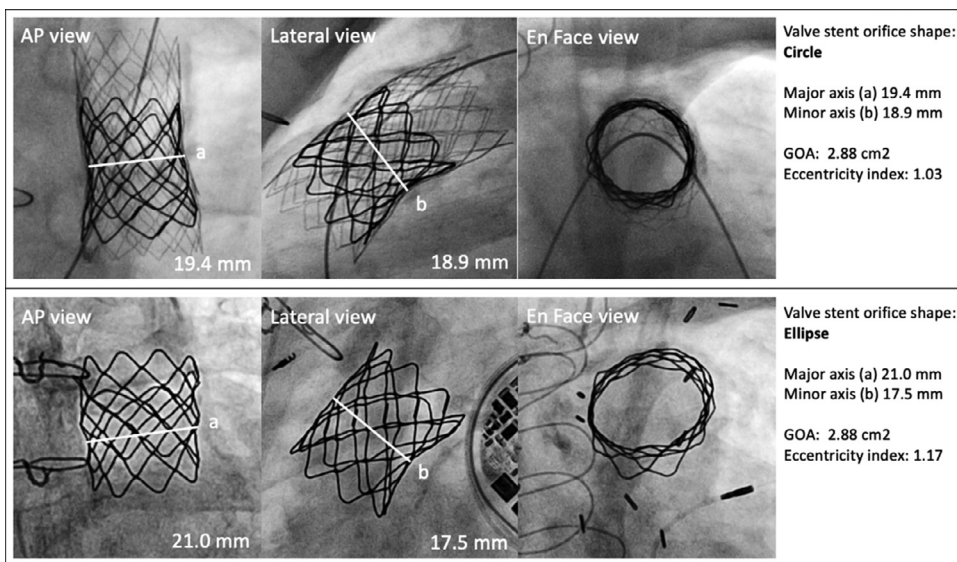 AP view
Lateral view
En Face view
a
b
19.4 mm
18.9 mm
Valve stent orifice shape:
Circle
Major axis (a) 19.4 mm
Minor axis (b) 18.9 mm
GOA: 2.88 cm2
Eccentricity index: 1.03
AP view
Lateral view
En Face view
a
b
21.0 mm
17.5 mm
Valve stent orifice shape:
Ellipse
Major axis (a) 21.0 mm
Minor axis (b) 17.5 mm
GOA: 2.88 cm2
Eccentricity index: 1.17